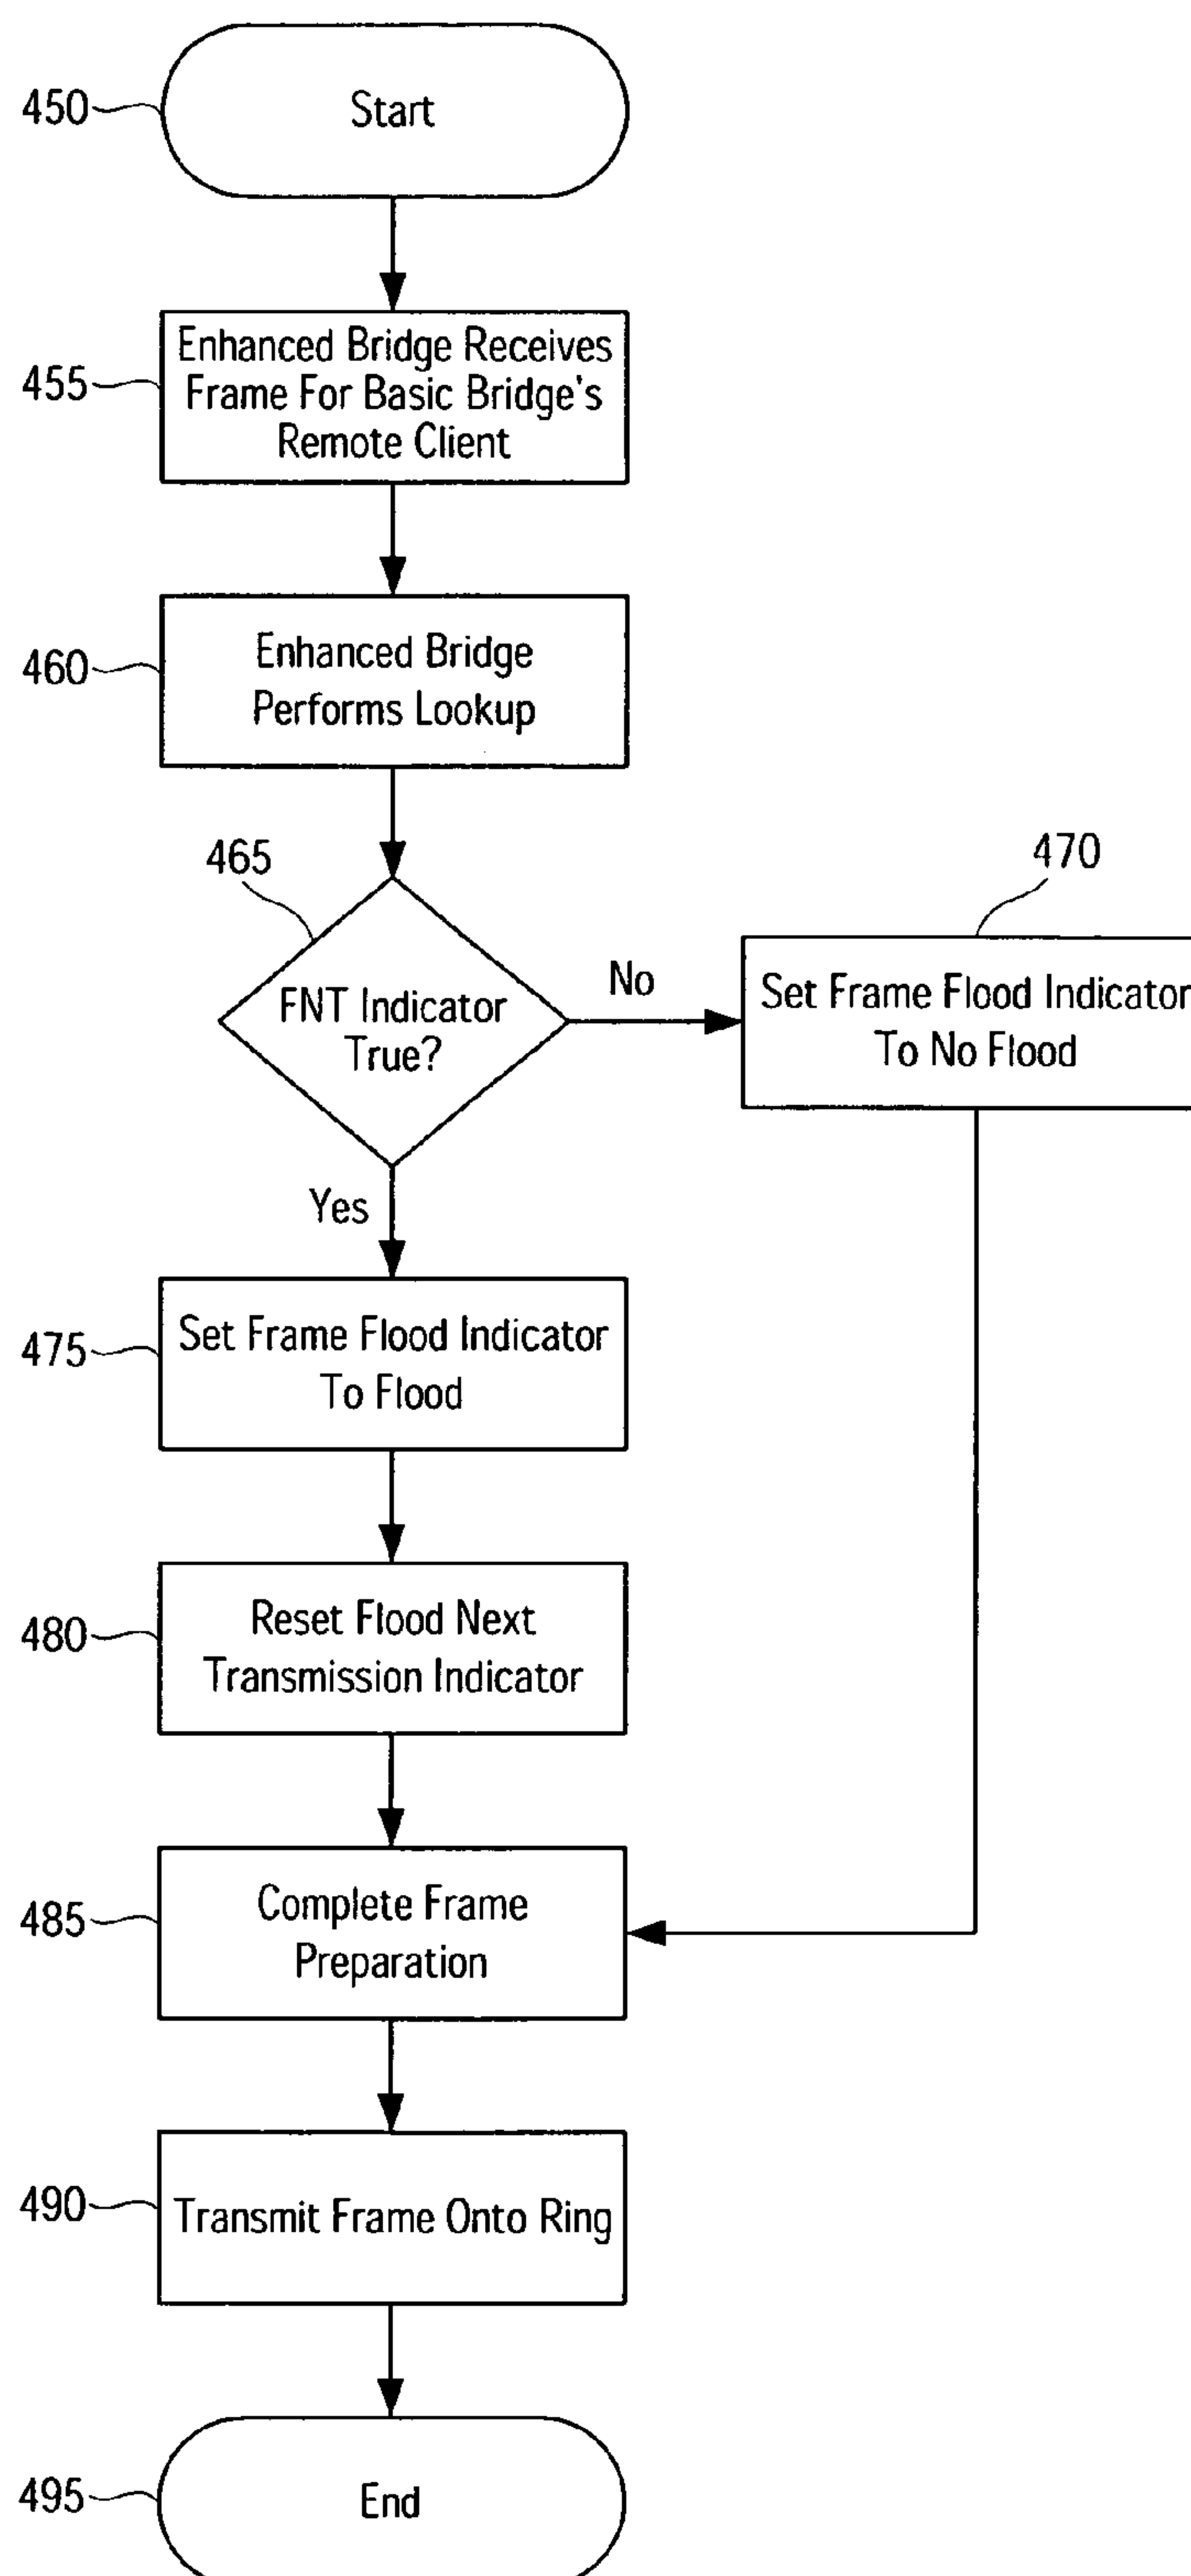 450
Start
455
Enhanced Bridge Receives
Frame For Basic Bridge's
Remote Client
460
Enhanced Bridge
Performs Lookup
465
FNT Indicator
True?
No
470
Set Frame Flood Indicator
To No Flood
Yes
475
Set Frame Flood Indicator
To Flood
480
Reset Flood Next
Transmission Indicator
485
Complete Frame
Preparation
490
Transmit Frame Onto Ring
495
End